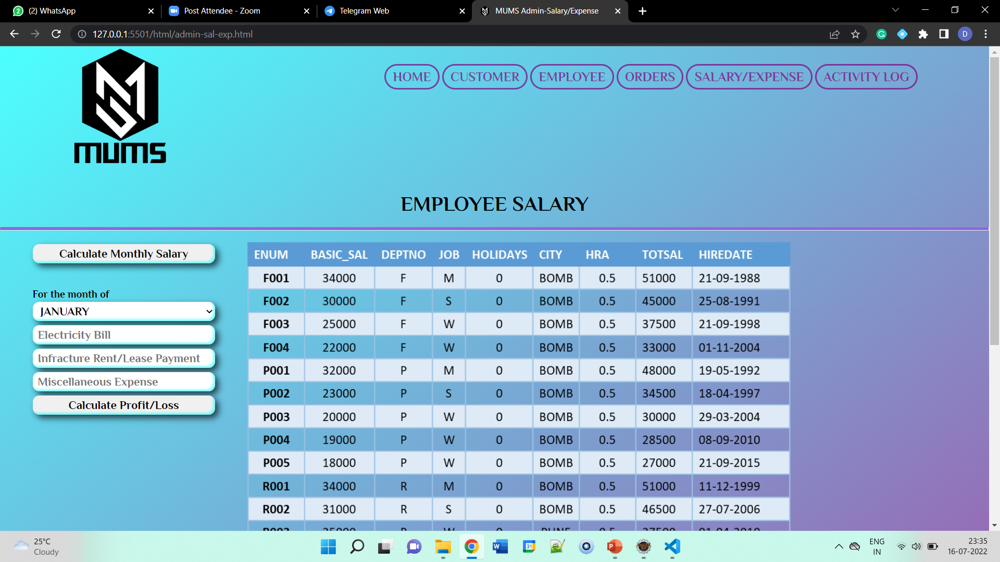 (2) WhatsApp
Post Attendee - Zoom
Telegram Web
MUMS Admin-Salary/Expense
127.0.0.1:5501/html/admin-sal-exp.html
D
HOME CUSTOMER EMPLOYEE ORDERS SALARY/EXPENSE ACTIVITY LOG
MUMS
EMPLOYEE SALARY
Calculate Monthly Salary
For the month of
JANUARY
Electricity Bill
Infracture Rent/Lease Payment
Miscellaneous Expense
Calculate Profit/Loss
ENUM BASIC_SAL DEPTNO JOB HOLIDAYS CITY HRA TOTSAL HIREDATE
F001 34000 F M 0 BOMB 0.5 51000 21-09-1988
F002 30000 F S 0 BOMB 0.5 45000 25-08-1991
F003 25000 F W 0 BOMB 0.5 37500 21-09-1998
F004 22000 F W 0 BOMB 0.5 33000 01-11-2004
P001 32000 P M 0 BOMB 0.5 48000 19-05-1992
P002 23000 P S 0 BOMB 0.5 34500 18-04-1997
P003 20000 P W 0 BOMB 0.5 30000 29-03-2004
P004 19000 P W 0 BOMB 0.5 28500 08-09-2010
P005 18000 P W 0 BOMB 0.5 27000 21-09-2015
R001 34000 R M 0 BOMB 0.5 51000 11-12-1999
R002 31000 R S 0 BOMB 0.5 46500 27-07-2006
25°C
Cloudy
31
ENG
IN
23:35
16-07-2022